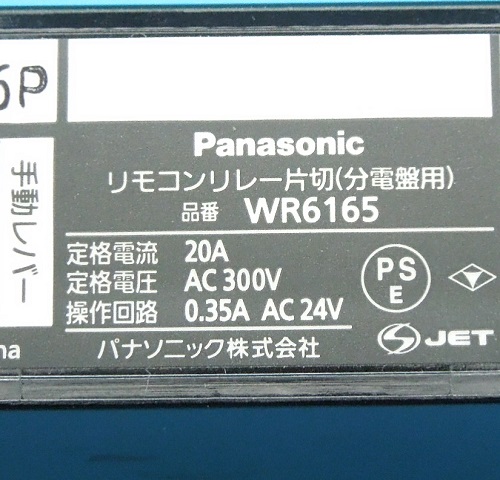 6P
Panasonic
リモコンリレー片切(分電盤用)
品番 WR6165
手動レバー
定格電流 20A
定格電圧 AC 300V
操作回路 0.35A AC 24V
PS
E
JET
パナソニック株式会社